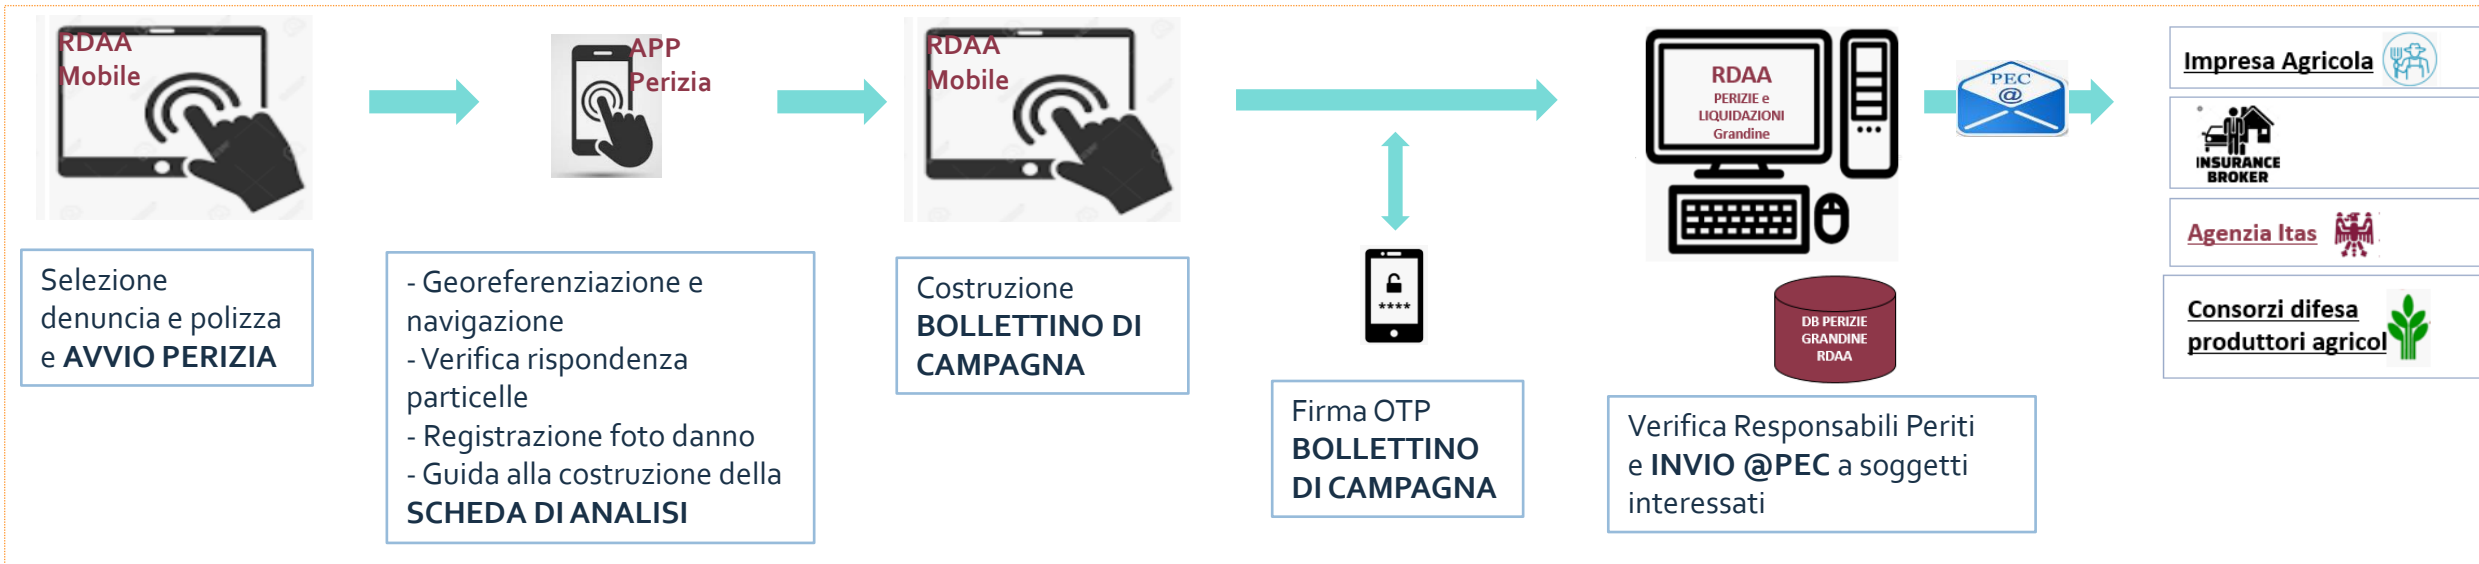 RDAA
Mobile
Selezione
denuncia e polizza
e AVVIO PERIZIA
APP
Perizia
- Georeferenziazione e
navigazione
- Verifica rispondenza
particelle
- Registrazione foto danno
- Guida alla costruzione della
SCHEDA DI ANALISI
RDAA
Mobile
Costruzione
BOLLETTINO DI
CAMPAGNA
****
Firma OTP
BOLLETTINO
DI CAMPAGNA
RDAA
PERIZIE e
LIQUIDAZIONI
Grandine
DB PERIZIE
GRANDINE
RDAA
Verifica Responsabili Periti
e INVIO @PEC a soggetti
interessati
PEC
@
Impresa Agricola
INSURANCE
BROKER
Agenzia Itas
Consorzi difesa
produttori agricol